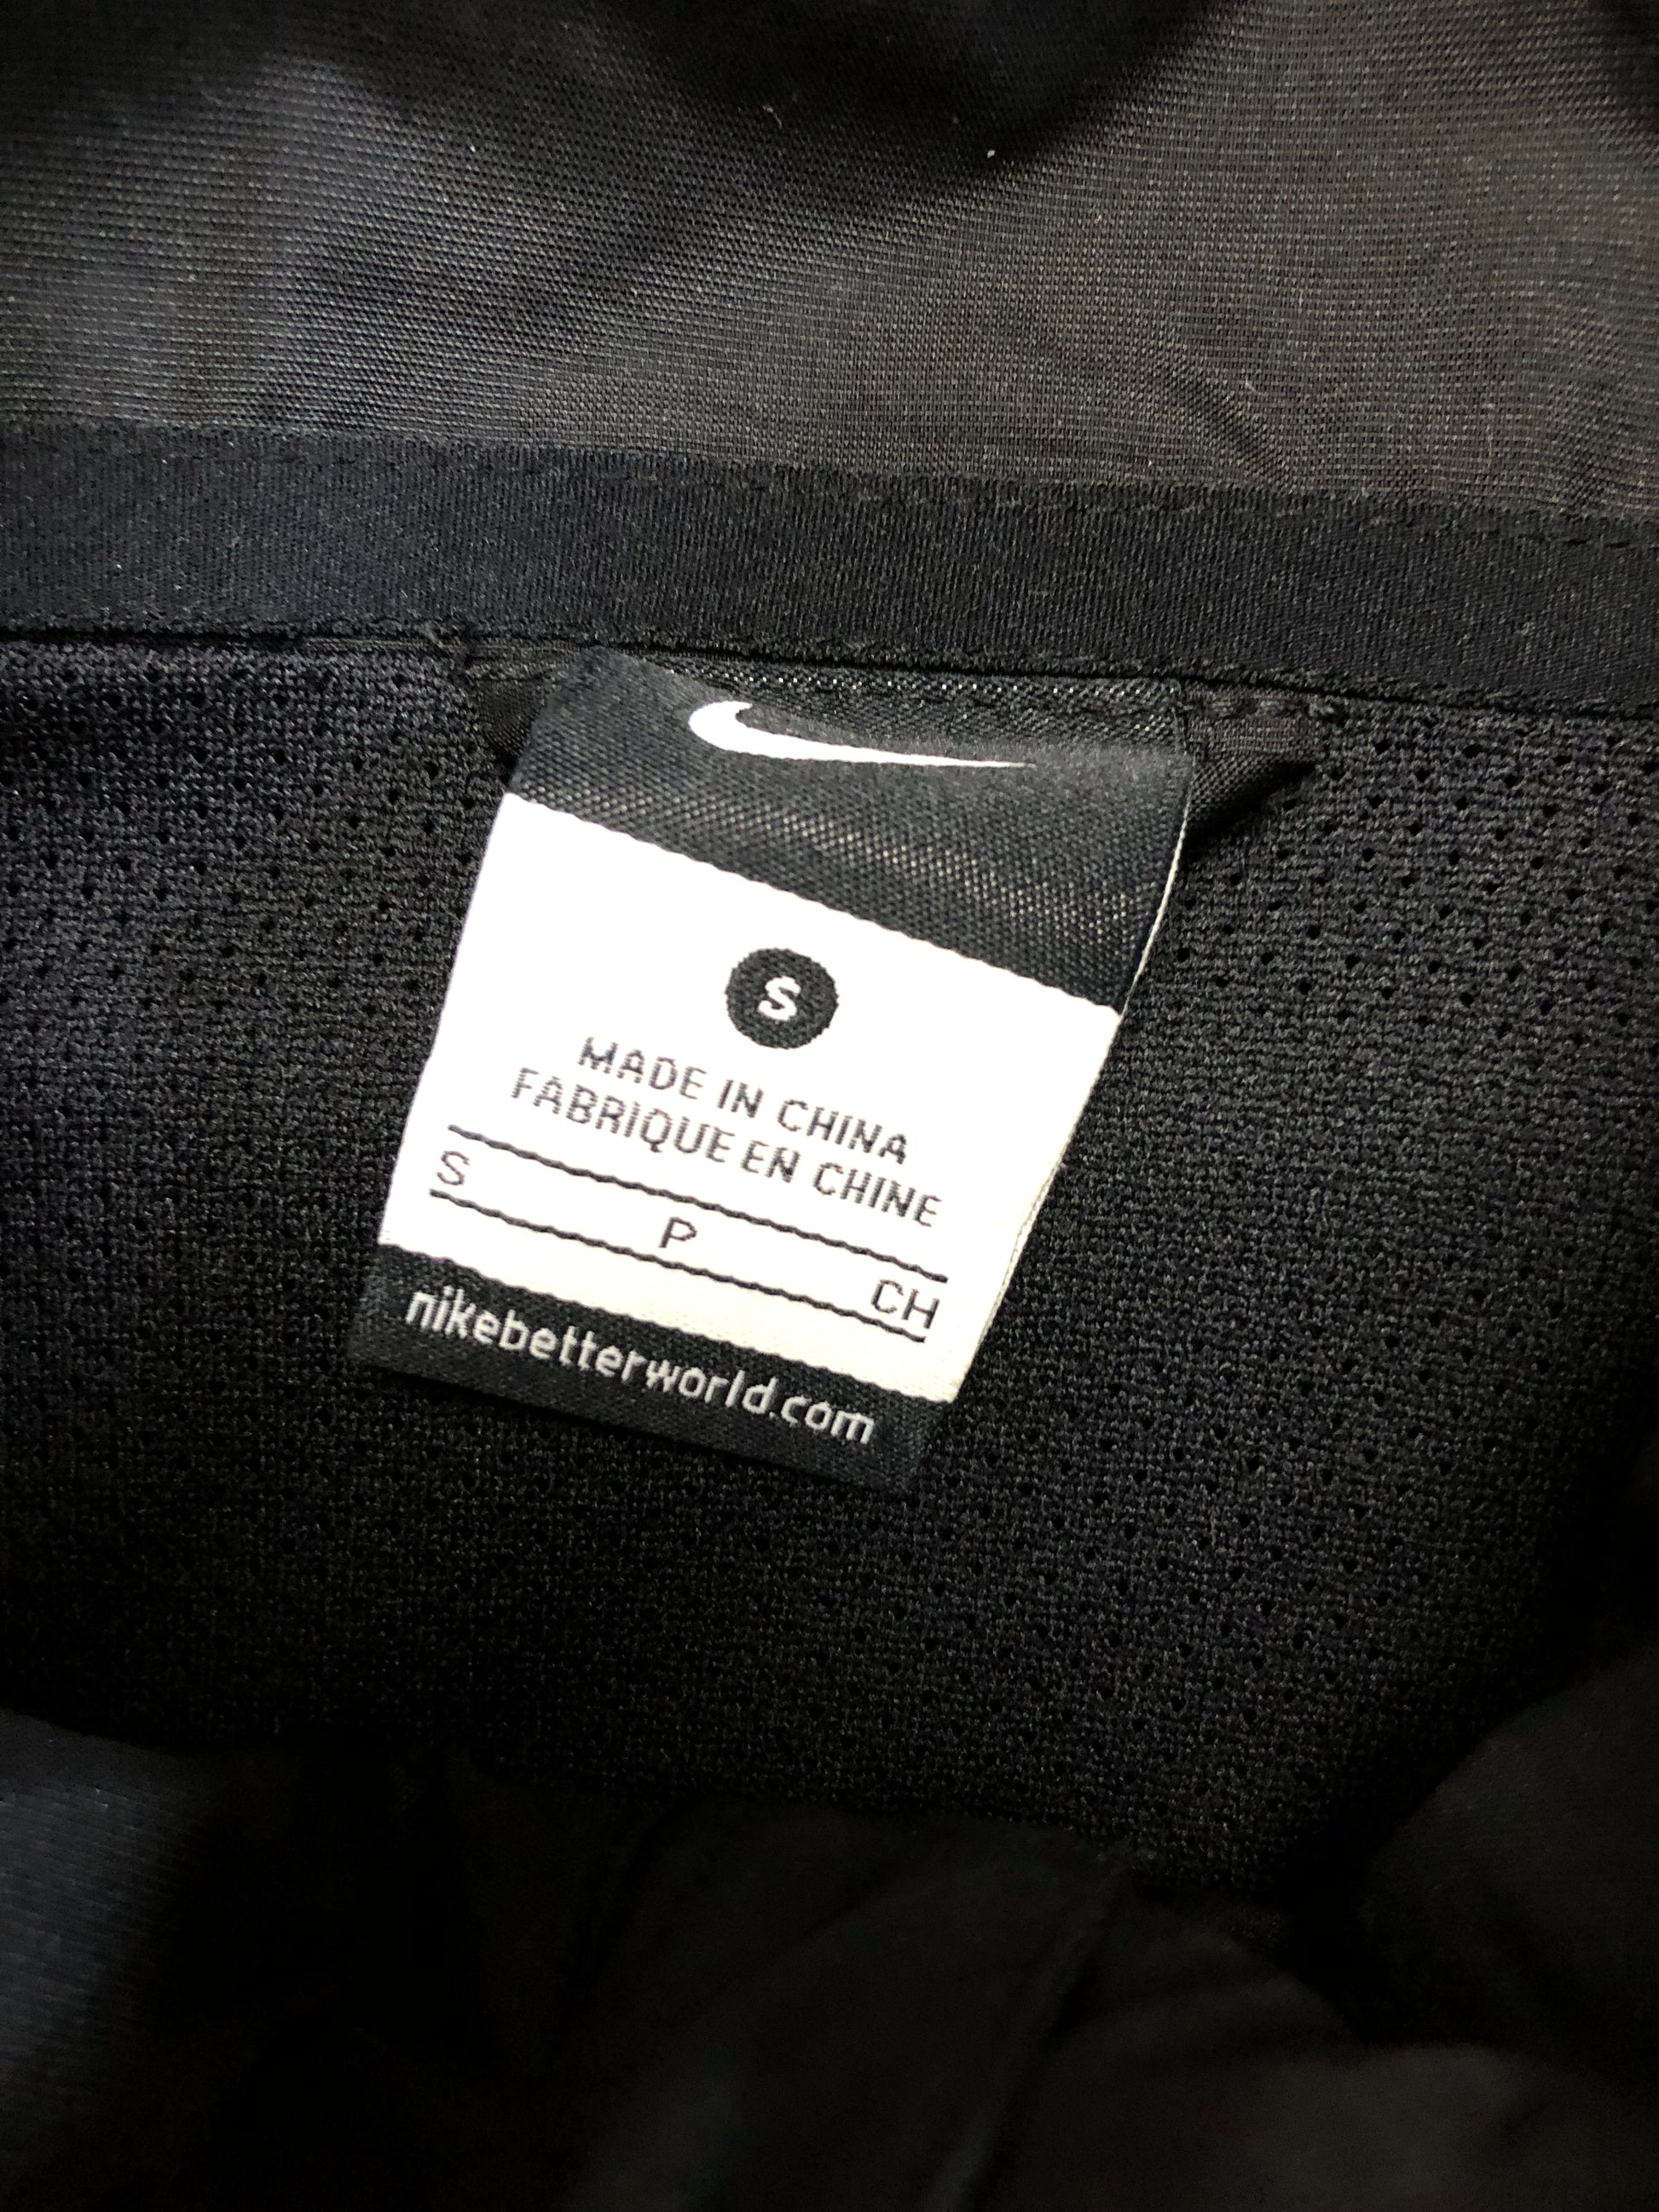 S
MADE IN CHINA
FABRIQUE EN CHINE
S
P
CH
nikebetterworld.com